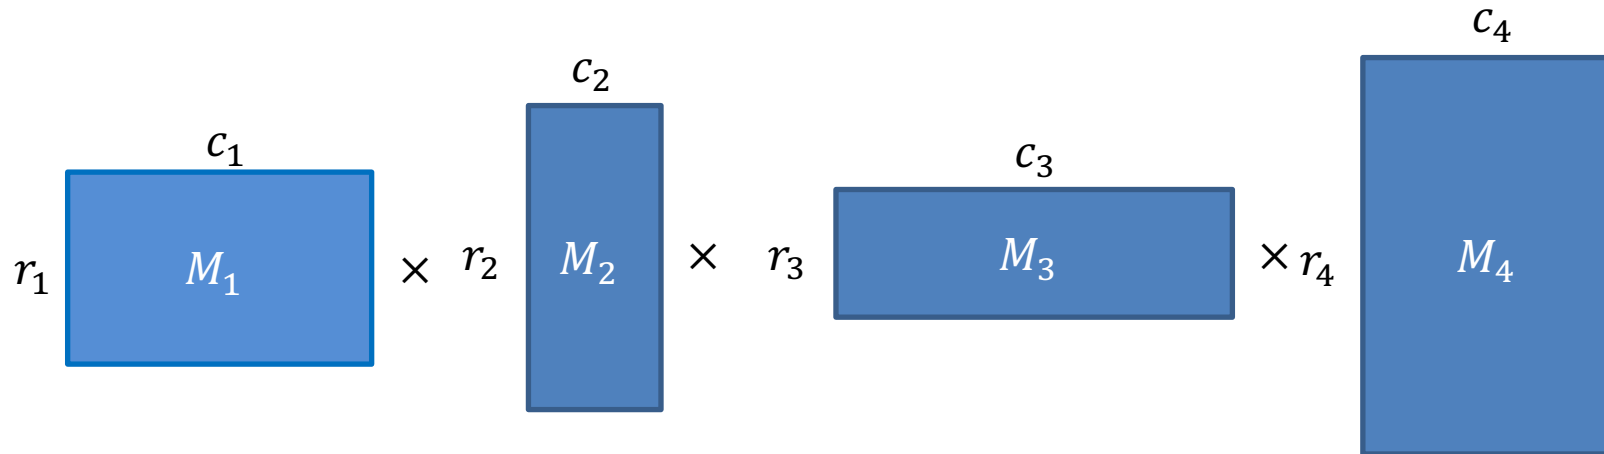 c₁
r₁ M₁ ×
c₂
r₂ M₂ ×
c₃
r₃ M₃ ×
c₄
r₄ M₄